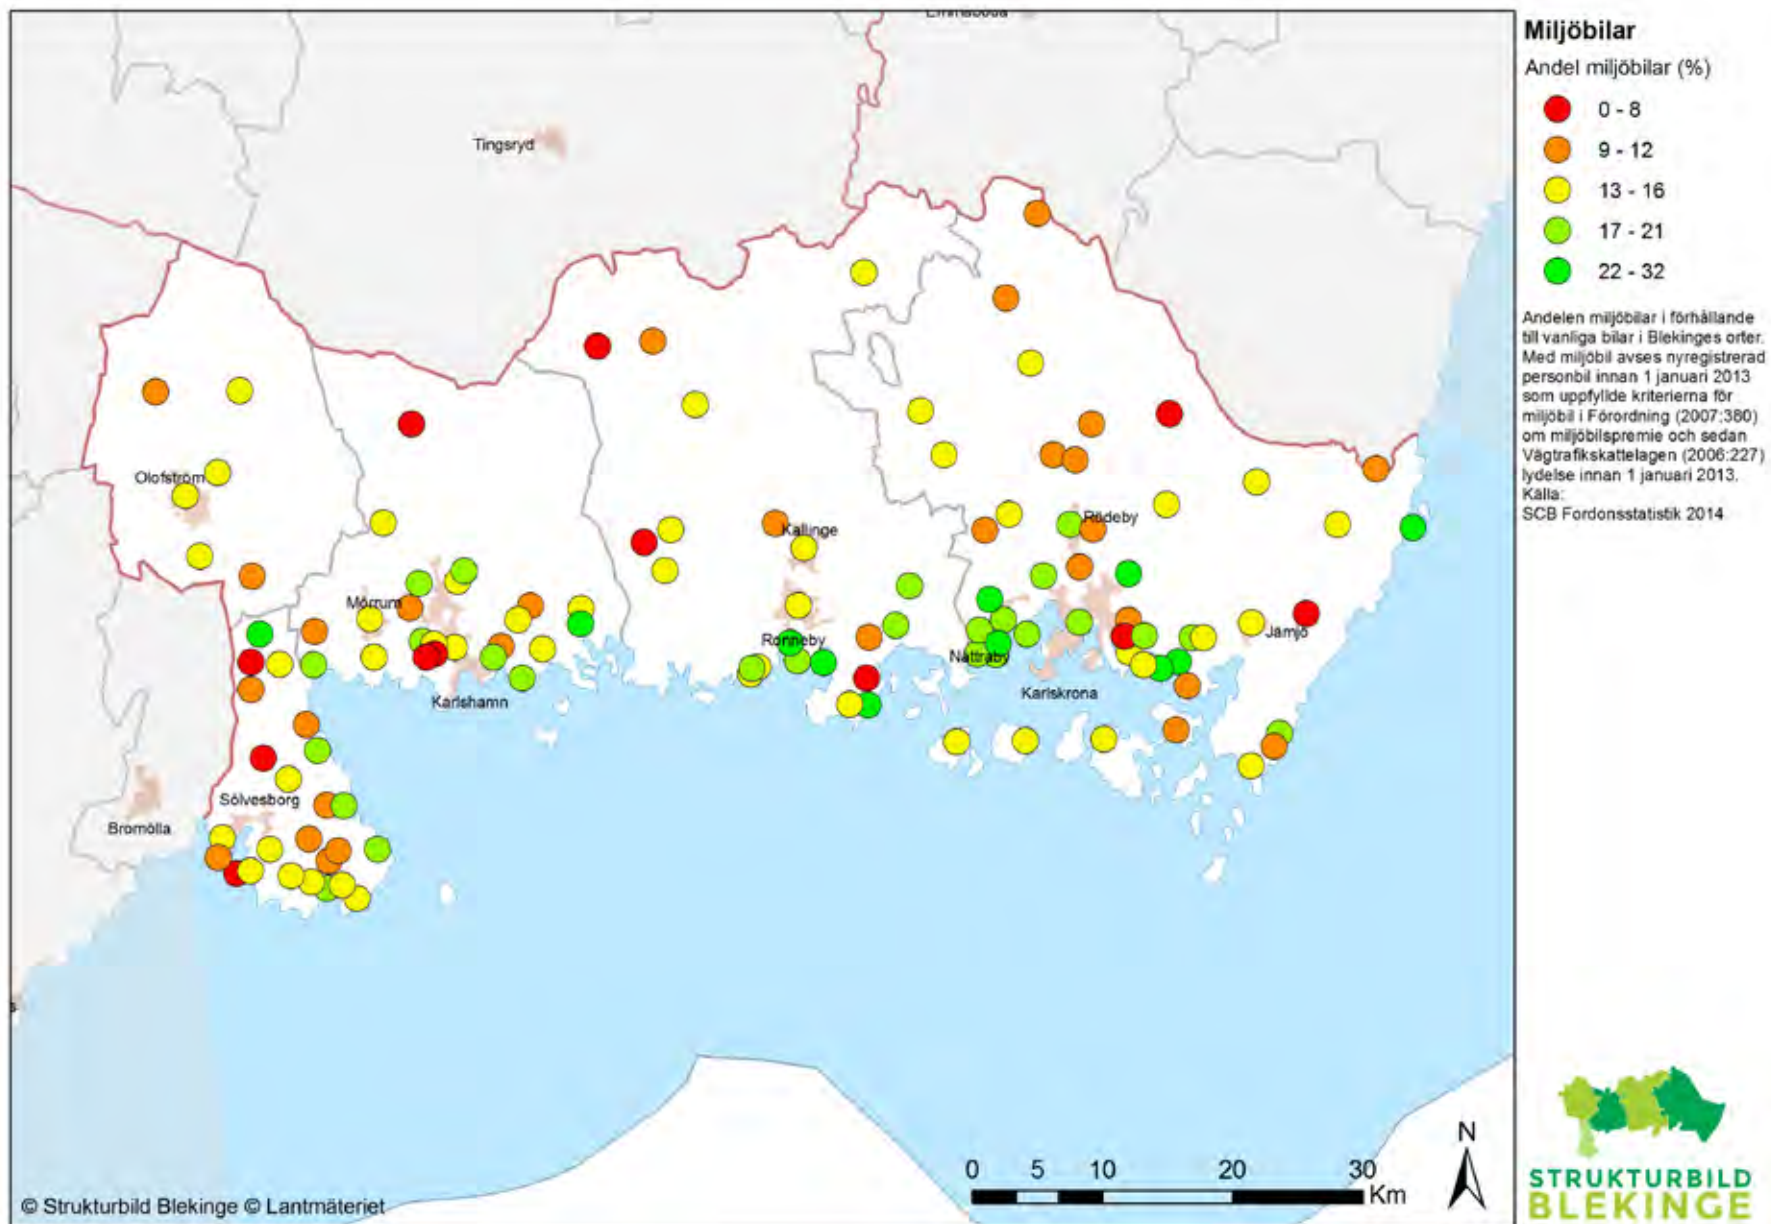 Emmaboda
Tingsryd
Olofström
Kallinge
Rödeby
Mörrum
Ronneby
Nättraby
Jämjö
Karlshamn
Karlskrona
Sölvesborg
Bromölla
s
© Strukturbild Blekinge © Lantmäteriet
0 5 10 20 30
Km
N
Miljöbilar
Andel miljöbilar (%)
0 - 8
9 - 12
13 - 16
17 - 21
22 - 32
Andelen miljöbilar i förhållande
till vanliga bilar i Blekinges orter.
Med miljöbil avses nyregistrerad
personbil innan 1 januari 2013
som uppfyllde kriterierna för
miljöbil i Förordning (2007:380)
om miljöbilspremie och sedan
Vägtrafikskattelagen (2006:227)
lydelse innan 1 januari 2013.
Källa:
SCB Fordonsstatistik 2014
STRUKTURBILD
BLEKINGE